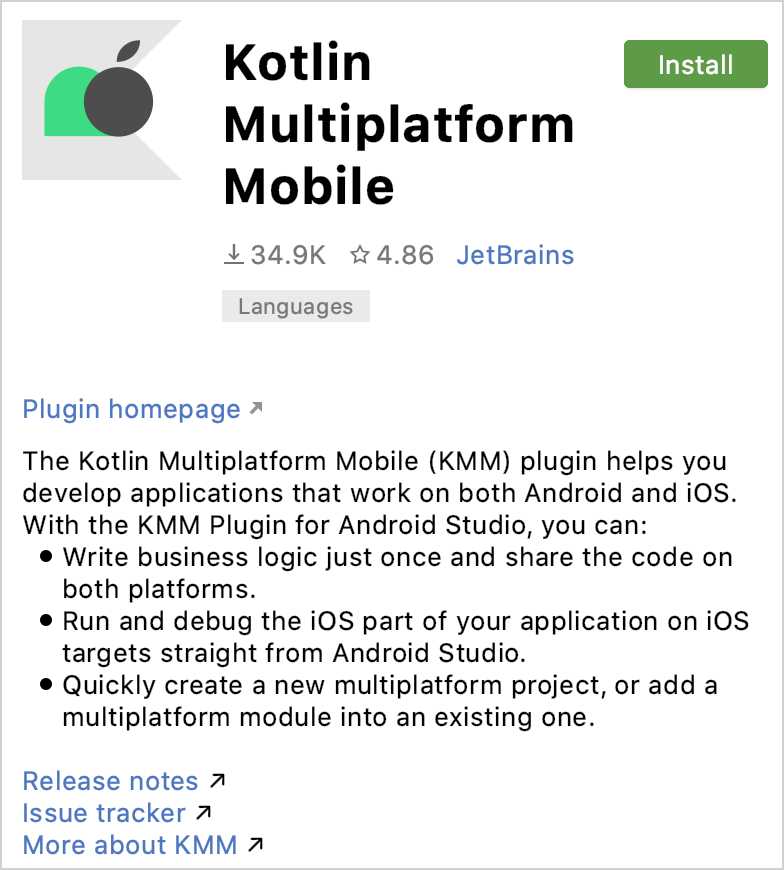 Kotlin
Multiplatform
Mobile
Install
34.9K 4.86 JetBrains
Languages
Plugin homepage
The Kotlin Multiplatform Mobile (KMM) plugin helps you
develop applications that work on both Android and iOS.
With the KMM Plugin for Android Studio, you can:
● Write business logic just once and share the code on
both platforms.
● Run and debug the iOS part of your application on iOS
targets straight from Android Studio.
● Quickly create a new multiplatform project, or add a
multiplatform module into an existing one.
Release notes
Issue tracker
More about KMM